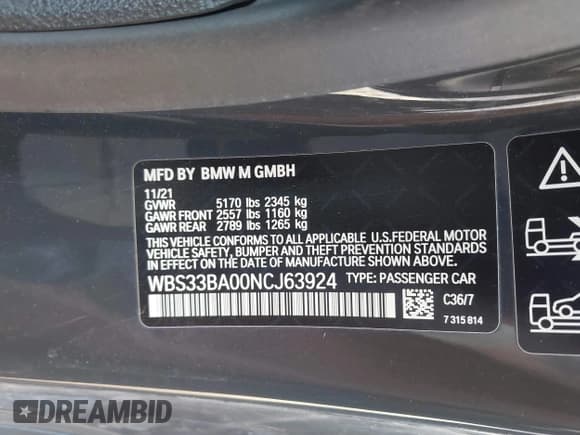 MFD BY BMW M GMBH
11/21
GVWR 5170 lbs 2345 kg
GAWR FRONT 2557 lbs 1160 kg
GAWR REAR 2789 lbs 1265 kg
THIS VEHICLE CONFORMS TO ALL APPLICABLE U.S.FEDERAL MOTOR
VEHICLE SAFETY, BUMPER AND THEFT PREVENTION STANDARDS
IN EFFECT ON THE DATE OF MANUFACTURE SHOWN ABOVE.
WBS33BA00NCJ63924 TYPE: PASSENGER CAR
C36/7
7 315 814
DREAMBID